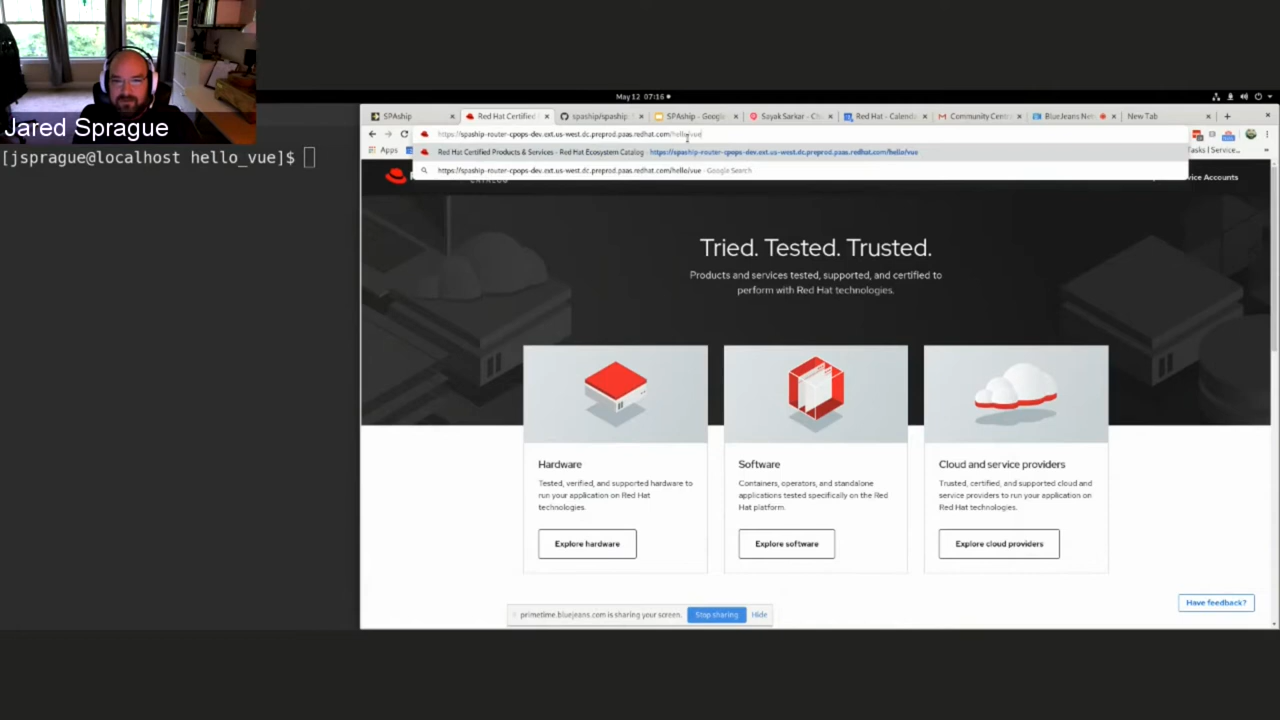 Jared Sprague
[jsprague@localhost hello_vue]$
May 12 07:16
SPAship
Red Hat Certified
spaship/spaship:
SPAship - Google
Sayak Sarkar - Ch
Red Hat - Calenda
Community Centr
BlueJeans Net
New Tab
https://spaship-router-cpops-dev.ext.us-west.dc.preprod.paas.redhat.com/hello/vue
Apps
Red Hat Certified Products & Services - Red Hat Ecosystem Catalog - https://spaship-router-cpops-dev.ext.us-west.dc.preprod.paas.redhat.com/hello/vue
Tasks | Service...
https://spaship-router-cpops-dev.ext.us-west.dc.preprod.paas.redhat.com/hello/vue - Google Search
vice Accounts
Tried. Tested. Trusted.
Products and services tested, supported, and certified to
perform with Red Hat technologies.
Hardware
Tested, verified, and supported hardware to
run your application on Red Hat
technologies.
Explore hardware
Software
Containers, operators, and standalone
applications tested specifically on the Red
Hat platform.
Explore software
Cloud and service providers
Trusted, certified, and supported cloud and
service providers to run your application on
Red Hat technologies.
Explore cloud providers
Have feedback?
primetime.bluejeans.com is sharing your screen.
Stop sharing
Hide